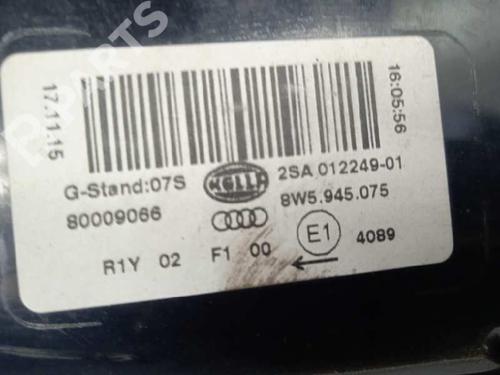 B-PARTS
17.11.15
16:05:56
G-Stand:07S HELLA 2SA 012249-01
80009066 8W5.945.075
R1Y 02 F1 00 E1 4089